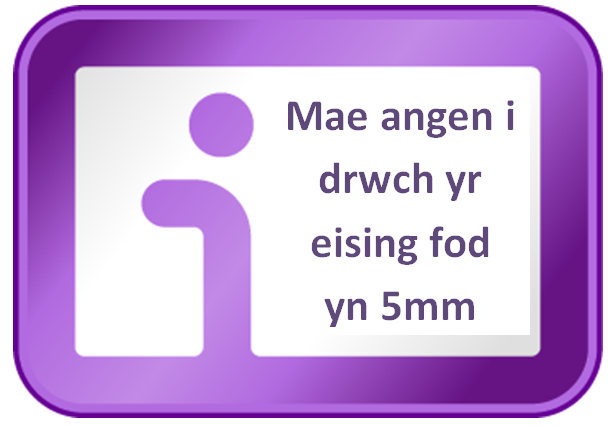 Mae angen i
drwch yr
eising fod
yn 5mm